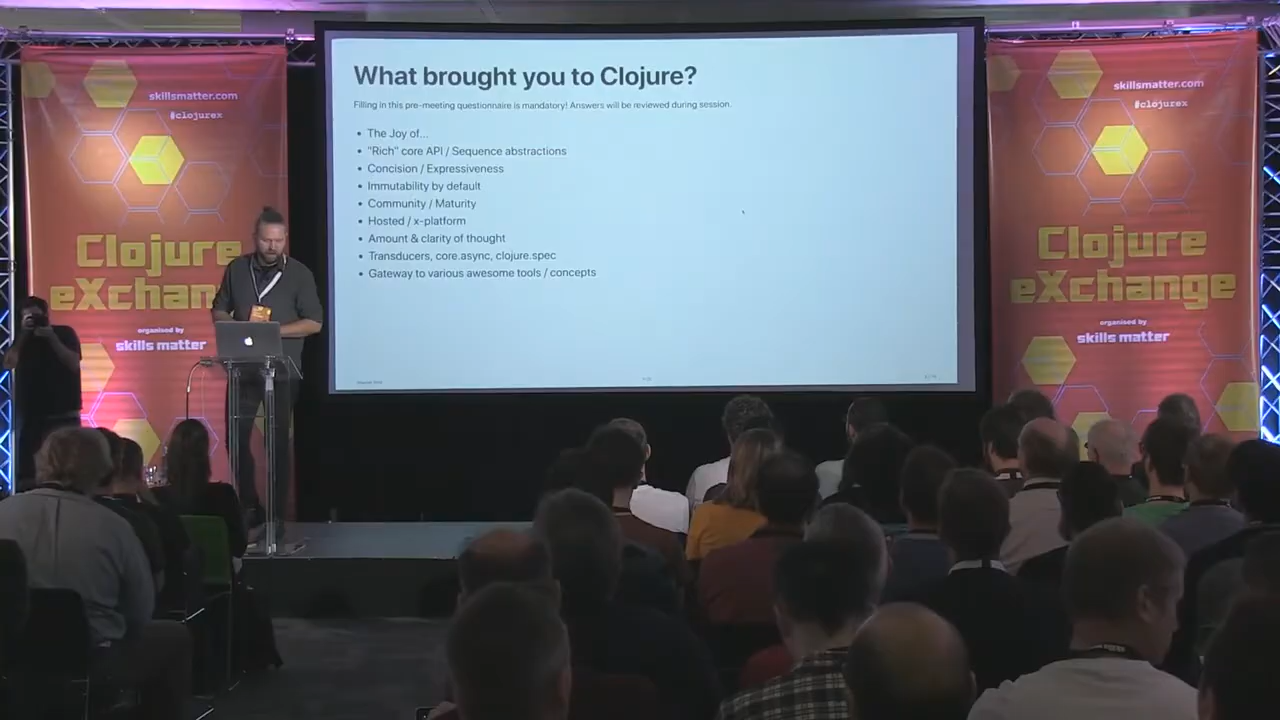 skillsmatter.com
#clojurex
Clojure
eXchan
organised by
skills matter
What brought you to Clojure?
Filling in this pre-meeting questionnaire is mandatory! Answers will be reviewed during session.
• The Joy of...
• "Rich" core API / Sequence abstractions
• Concision / Expressiveness
• Immutability by default
• Community / Maturity
• Hosted / x-platform
• Amount & clarity of thought
• Transducers, core.async, clojure.spec
• Gateway to various awesome tools / concepts
skillsmatter.com
#clojurex
Clojure
eXchange
organised by
skills matter